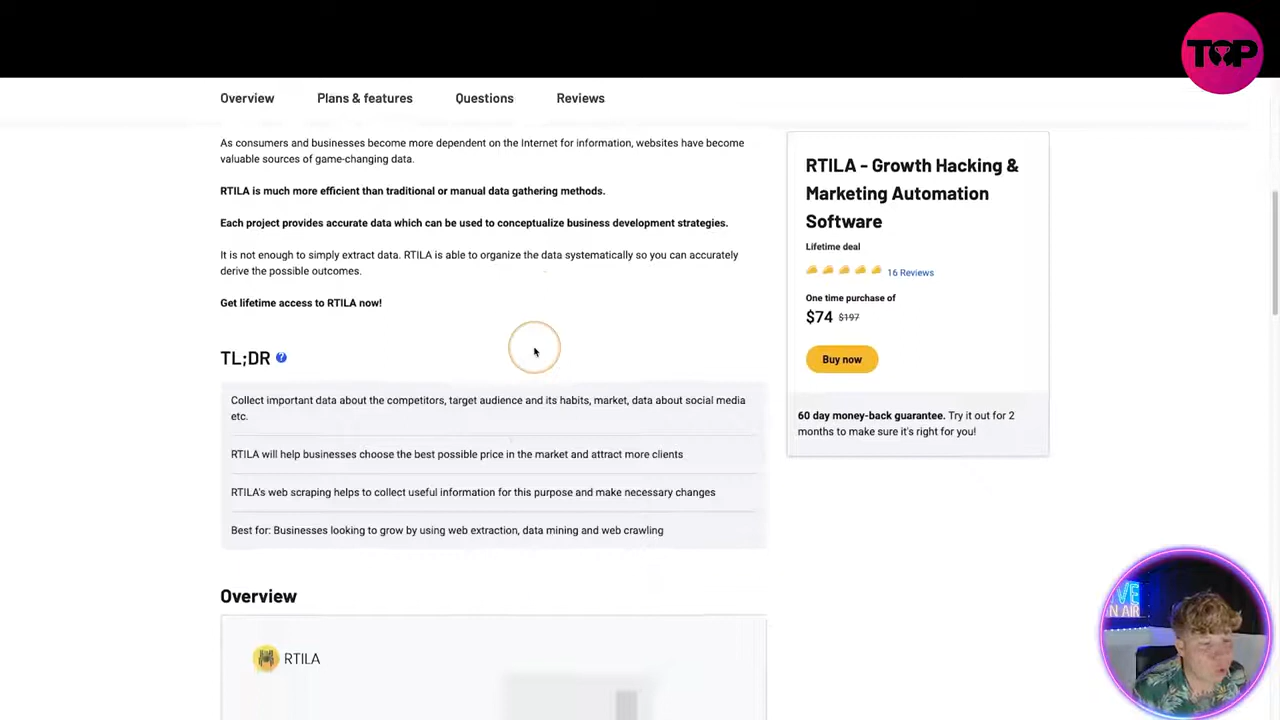 TOP
Overview
Plans & features
Questions
Reviews
As consumers and businesses become more dependent on the Internet for information, websites have become
valuable sources of game-changing data.
RTILA is much more efficient than traditional or manual data gathering methods.
Each project provides accurate data which can be used to conceptualize business development strategies.
It is not enough to simply extract data. RTILA is able to organize the data systematically so you can accurately
derive the possible outcomes.
Get lifetime access to RTILA now!
TL;DR ?
Collect important data about the competitors, target audience and its habits, market, data about social media
etc.
RTILA will help businesses choose the best possible price in the market and attract more clients
RTILA's web scraping helps to collect useful information for this purpose and make necessary changes
Best for: Businesses looking to grow by using web extraction, data mining and web crawling
Overview
RTILA
RTILA - Growth Hacking &
Marketing Automation
Software
Lifetime deal
16 Reviews
One time purchase of
$74 $197
Buy now
60 day money-back guarantee. Try it out for 2
months to make sure it's right for you!
VE
N AIR